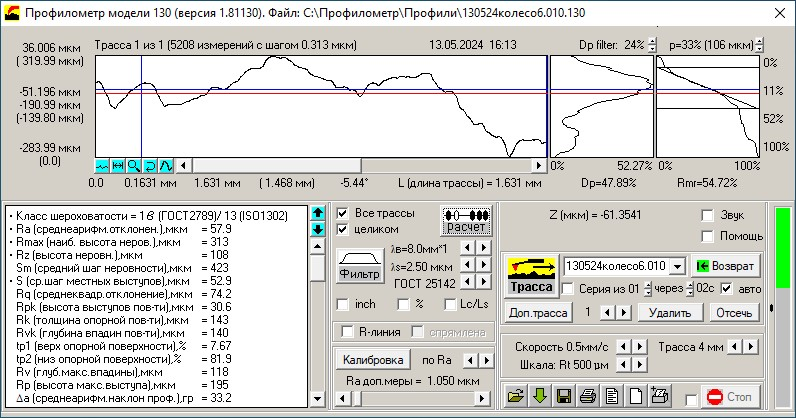 Профилометр модели 130 (версия 1.81130). Файл: C:\Профилометр\Профили\130524колесо6.010.130
36.006 мкм
(319.99 мкм)
Трасса 1 из 1 (5208 измерений с шагом 0.313 мкм)
13.05.2024 16:13
Dp filter: 24%
p=33% (106 мкм)
-51.196 мкм
-190.99 мкм
(-139.80 мкм)
-283.99 мкм
(0.0)
0%
11%
52%
100%
0.0
0.1631 мм
1.631 мм
(1.468 мм)
-5.44°
L (длина трассы) = 1.631 мм
0%
52.27%
Dp=47.89%
0%
100%
Rmr=54.72%
• Класс шероховатости = 1в (ГОСТ2789)/ 13 (ISO1302)
• Ra (среднеарифм.отклонен.),мкм = 57.9
• Rmax (наиб. высота неров.),мкм = 313
• Rz (высота неровн.),мкм = 108
Sm (средний шаг неровности),мкм = 423
• S (ср.шаг местных выступов),мкм = 52.9
Rq (среднеквадр.отклонение),мкм = 74.2
Rpk (высота выступов пов-ти),мкм = 30.6
Rk (толщина опорной пов-ти),мкм = 143
Rvk (глубина впадин пов-ти),мкм = 140
tp1 (верх опорной поверхности),% = 7.67
tp2 (низ опорной поверхности),% = 81.9
Rv (глуб.макс.впадины),мкм = 118
Rp (высота макс.выступа),мкм = 195
Δa (среднеарифм.наклон проф.),гр = 33.2
Все трассы
целиком
Расчет
Фильтр
λв=8.0мм*1
λs=2.50 мкм
ГОСТ 25142
inch
%
Lc/Ls
R-линия
спрямлена
Калибровка
по Ra
Ra доп.меры = 1.050 мкм
Z (мкм) = -61.3541
Звук
Помощь
Трасса
130524колесо6.010
Возврат
Серия из 01
через 02с
авто
Доп.трасса
1
Удалить
Отсечь
Скорость 0.5мм/с
Трасса 4 мм
Шкала: Rt 500 µм
Стоп